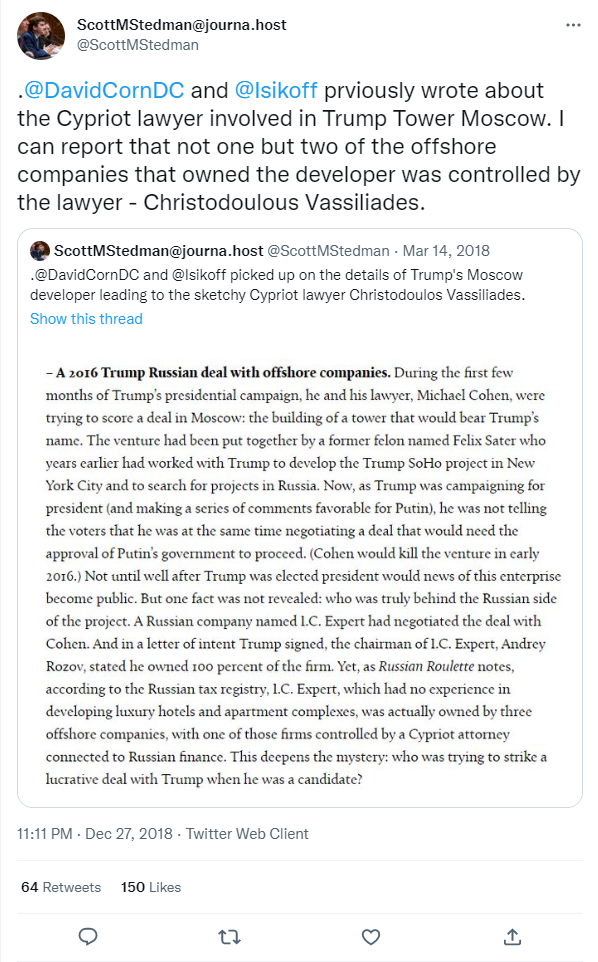 ScottMStedman@journa.host
@ScottMStedman
.@DavidCornDC and @Isikoff prviously wrote about
the Cypriot lawyer involved in Trump Tower Moscow. I
can report that not one but two of the offshore
companies that owned the developer was controlled by
the lawyer - Christodoulous Vassiliades.
ScottMStedman@journa.host @ScottMStedman · Mar 14, 2018
.@DavidCornDC and @Isikoff picked up on the details of Trump's Moscow
developer leading to the sketchy Cypriot lawyer Christodoulos Vassiliades.
Show this thread
– A 2016 Trump Russian deal with offshore companies. During the first few
months of Trump's presidential campaign, he and his lawyer, Michael Cohen, were
trying to score a deal in Moscow: the building of a tower that would bear Trump's
name. The venture had been put together by a former felon named Felix Sater who
years earlier had worked with Trump to develop the Trump SoHo project in New
York City and to search for projects in Russia. Now, as Trump was campaigning for
president (and making a series of comments favorable for Putin), he was not telling
the voters that he was at the same time negotiating a deal that would need the
approval of Putin's government to proceed. (Cohen would kill the venture in early
2016.) Not until well after Trump was elected president would news of this enterprise
become public. But one fact was not revealed: who was truly behind the Russian side
of the project. A Russian company named I.C. Expert had negotiated the deal with
Cohen. And in a letter of intent Trump signed, the chairman of I.C. Expert, Andrey
Rozov, stated he owned 100 percent of the firm. Yet, as Russian Roulette notes,
according to the Russian tax registry, I.C. Expert, which had no experience in
developing luxury hotels and apartment complexes, was actually owned by three
offshore companies, with one of those firms controlled by a Cypriot attorney
connected to Russian finance. This deepens the mystery: who was trying to strike a
lucrative deal with Trump when he was a candidate?
11:11 PM · Dec 27, 2018 · Twitter Web Client
64 Retweets 150 Likes